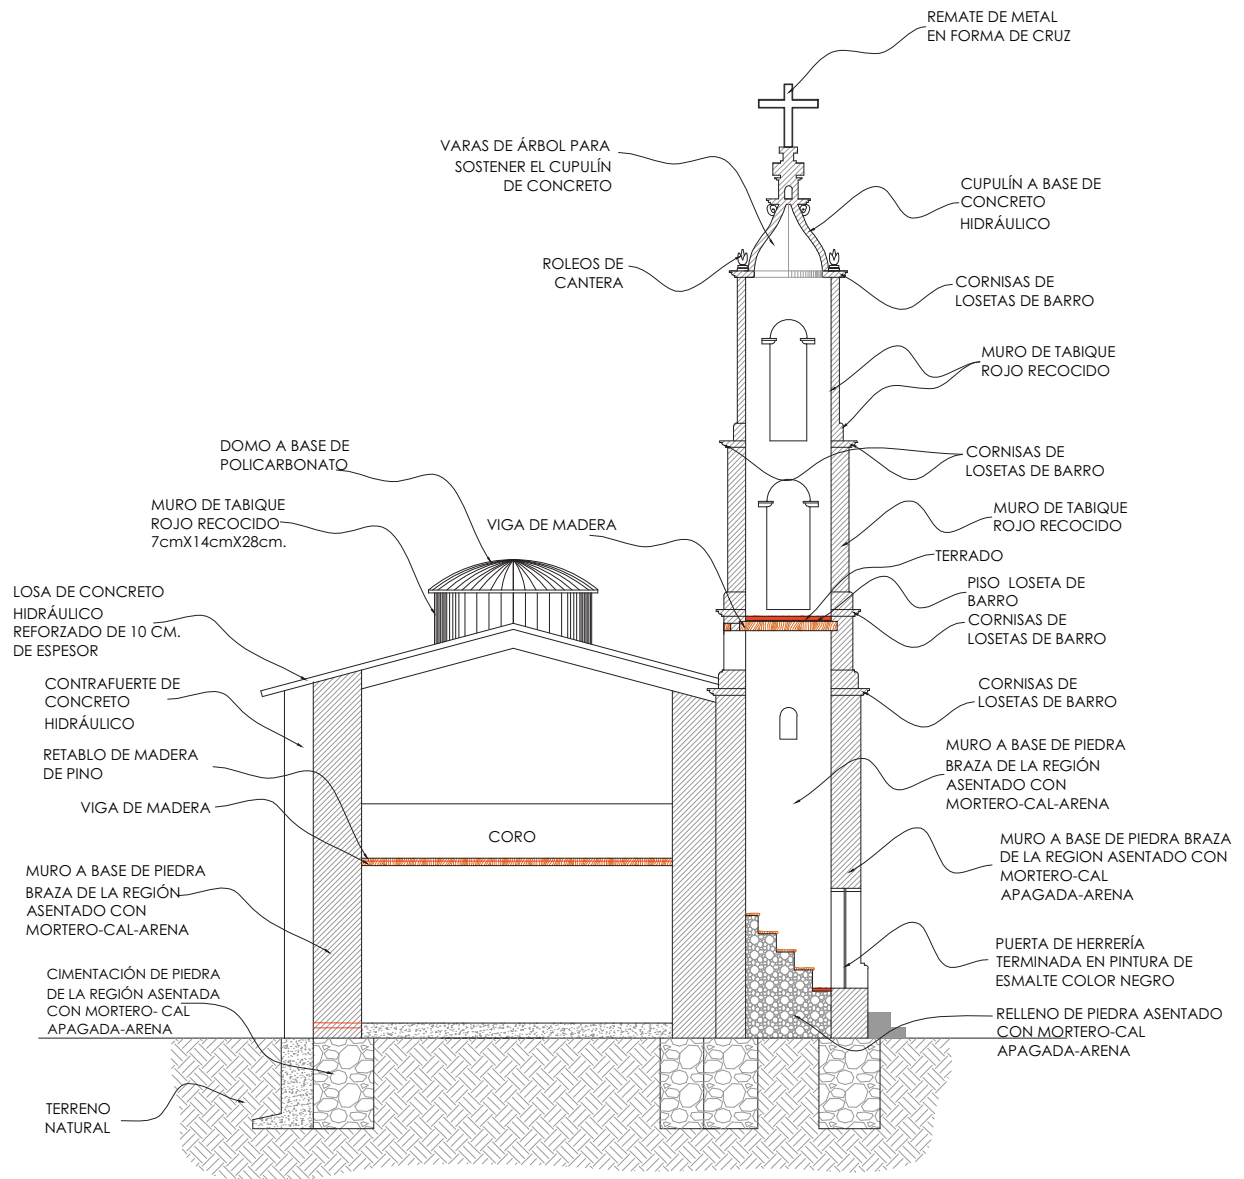 REMATE DE METAL
EN FORMA DE CRUZ
VARAS DE ÁRBOL PARA
SOSTENER EL CUPULÍN
DE CONCRETO
CUPULÍN A BASE DE
CONCRETO
HIDRÁULICO
ROLEOS DE
CANTERA
CORNISAS DE
LOSETAS DE BARRO
MURO DE TABIQUE
ROJO RECOCIDO
DOMO A BASE DE
POLICARBONATO
CORNISAS DE
LOSETAS DE BARRO
MURO DE TABIQUE
ROJO RECOCIDO
7cmX14cmX28cm.
VIGA DE MADERA
MURO DE TABIQUE
ROJO RECOCIDO
TERRADO
PISO LOSETA DE
BARRO
CORNISAS DE
LOSETAS DE BARRO
LOSA DE CONCRETO
HIDRÁULICO
REFORZADO DE 10 CM.
DE ESPESOR
CONTRAFUERTE DE
CONCRETO
HIDRÁULICO
CORNISAS DE
LOSETAS DE BARRO
RETABLO DE MADERA
DE PINO
MURO A BASE DE PIEDRA
BRAZA DE LA REGIÓN
ASENTADO CON
MORTERO-CAL-ARENA
VIGA DE MADERA
CORO
MURO A BASE DE PIEDRA BRAZA
DE LA REGION ASENTADO CON
MORTERO-CAL
APAGADA-ARENA
MURO A BASE DE PIEDRA
BRAZA DE LA REGIÓN
ASENTADO CON
MORTERO-CAL-ARENA
PUERTA DE HERRERÍA
TERMINADA EN PINTURA DE
ESMALTE COLOR NEGRO
CIMENTACIÓN DE PIEDRA
DE LA REGIÓN ASENTADA
CON MORTERO- CAL
APAGADA-ARENA
RELLENO DE PIEDRA ASENTADO
CON MORTERO-CAL
APAGADA-ARENA
TERRENO
NATURAL